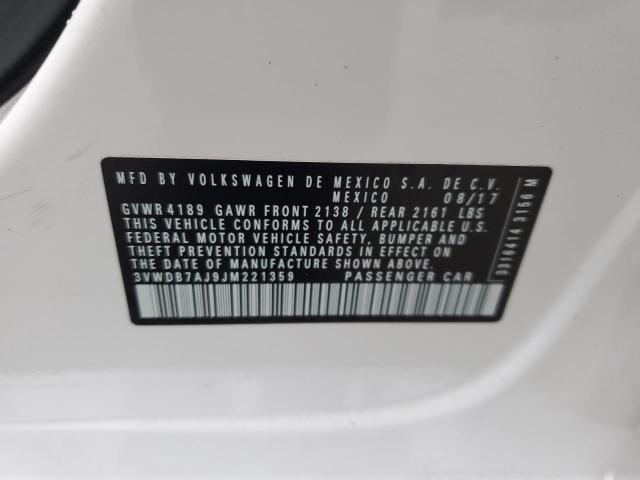 MFD BY VOLKSWAGEN DE MEXICO S.A. DE C.V.
MEXICO 08/17
GVWR 4189 GAWR FRONT 2138 / REAR 2161 LBS
THIS VEHICLE CONFORMS TO ALL APPLICABLE U.S.
FEDERAL MOTOR VEHICLE SAFETY, BUMPER AND
THEFT PREVENTION STANDARDS IN EFFECT ON
THE DATE OF MANUFACTURE SHOWN ABOVE.
3VWDB7AJ9JM221359 PASSENGER CAR
3316414 3156 M